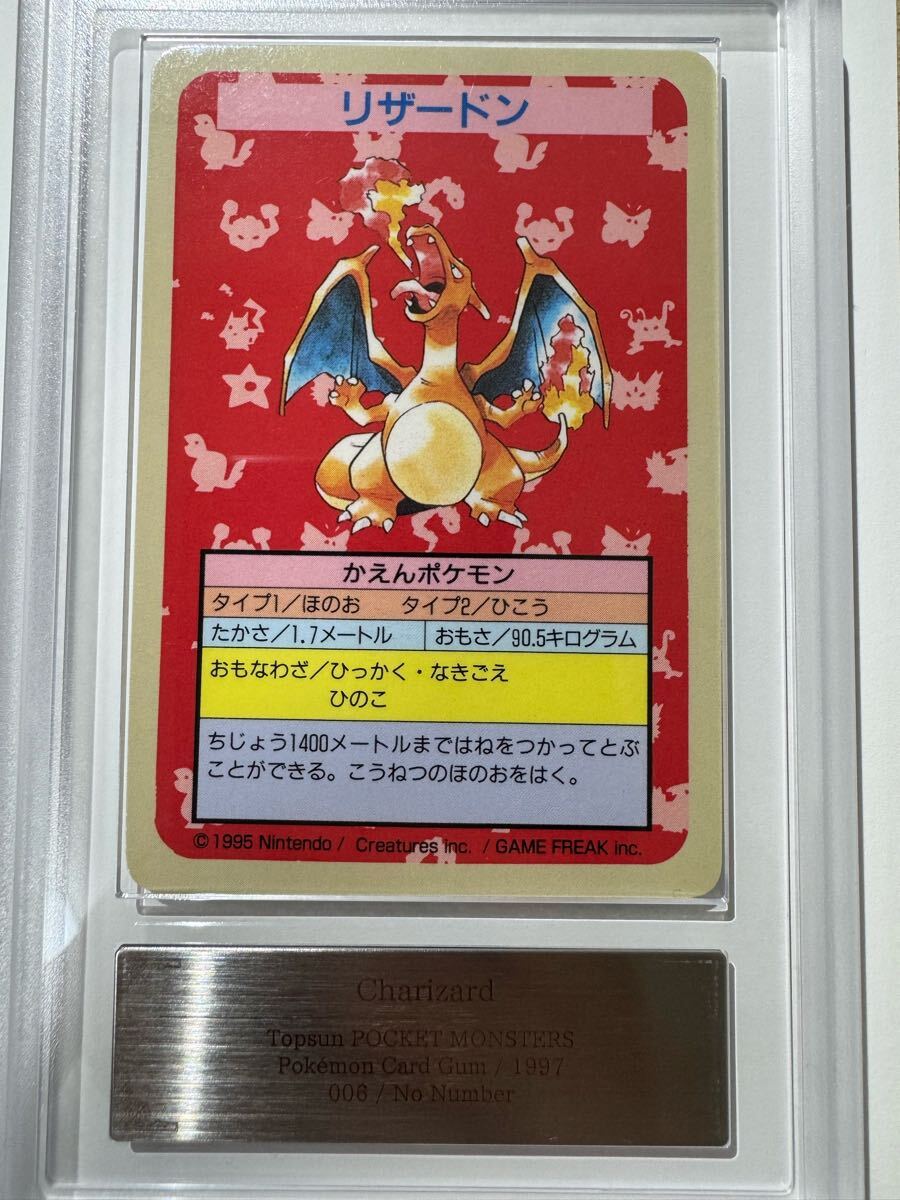 リザードン
かえんポケモン
タイプ1／ほのお　タイプ2／ひこう
たかさ／1.7メートル　おもさ／90.5キログラム
おもなわざ／ひっかく・なきごえ
ひのこ
ちじょう1400メートルまではねをつかってとぶ
ことができる。こうねつのほのおをはく。
©1995 Nintendo / Creatures inc. / GAME FREAK inc.
Charizard
Topsun POCKET MONSTERS
Pokémon Card Gum / 1997
006 / No Number